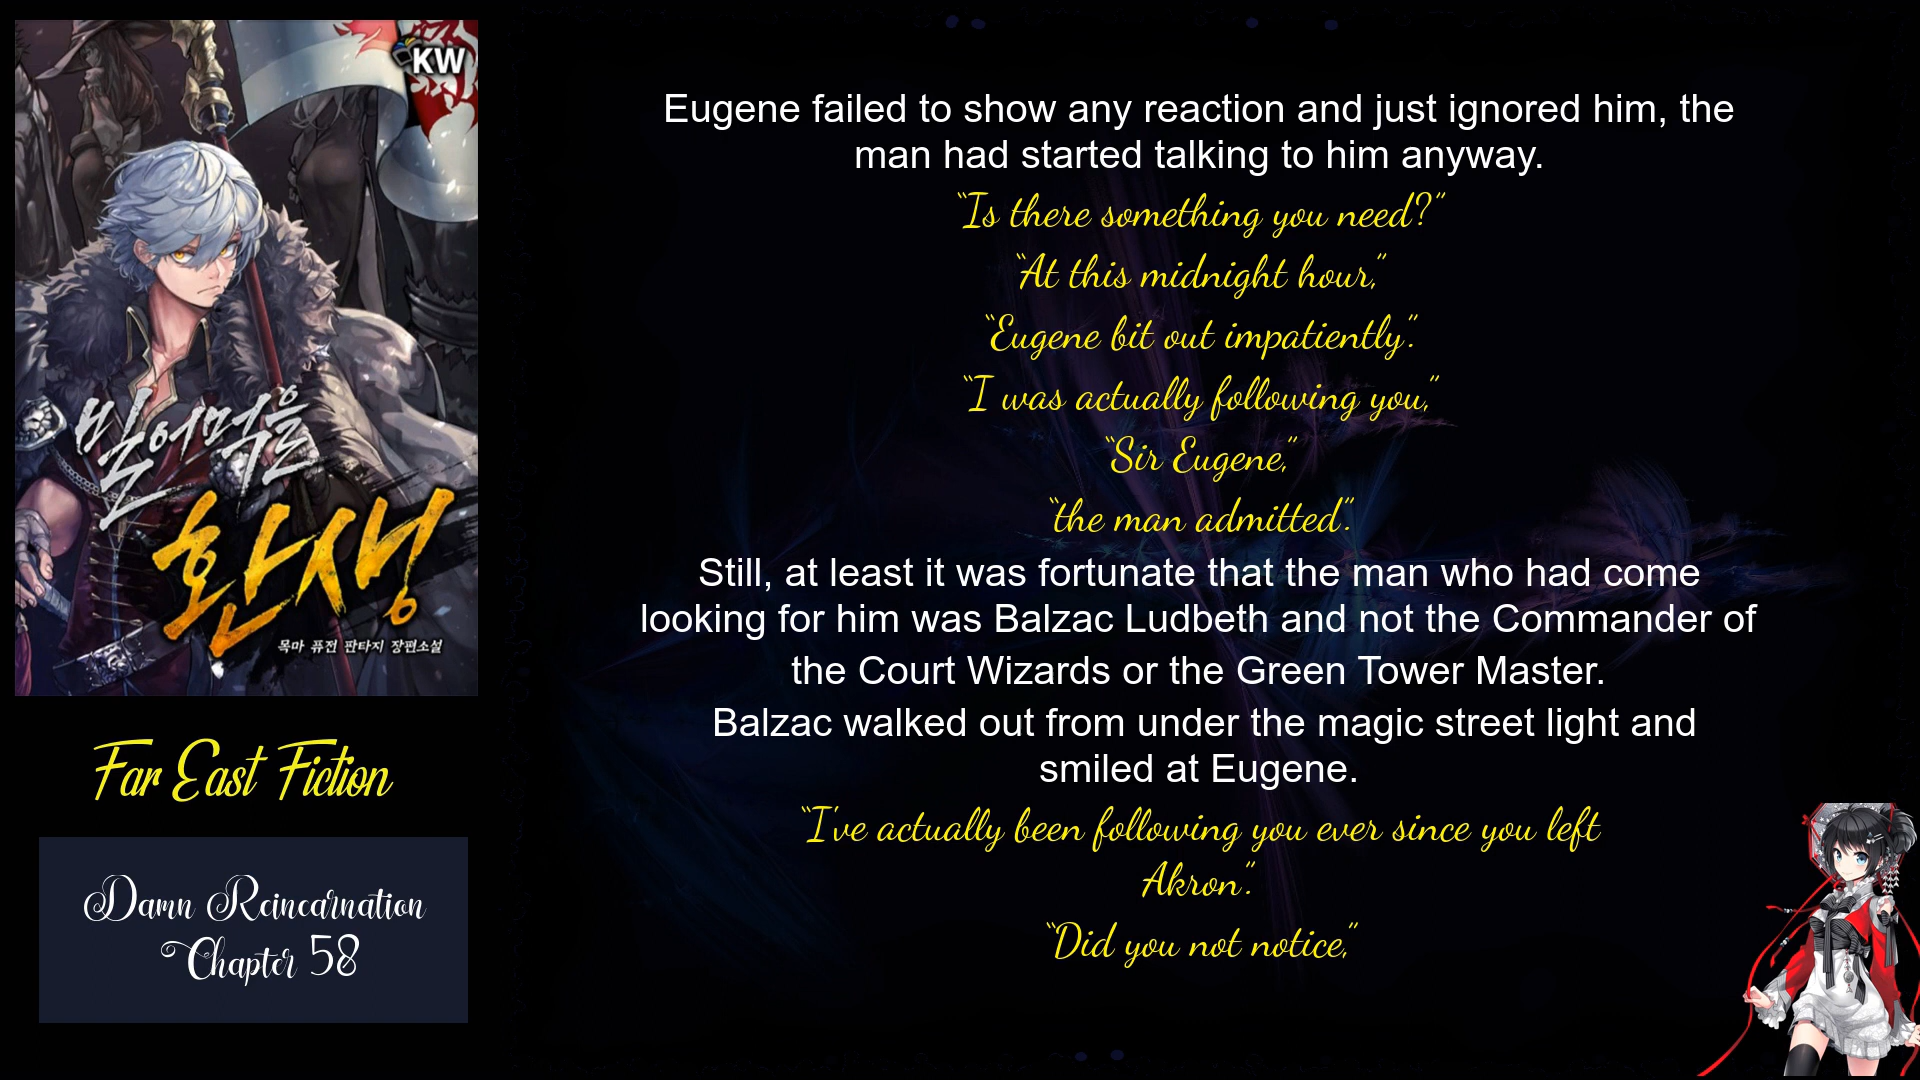 KW
빌어먹을
환생
목마 퓨전 판타지 장편소설
Far East Fiction
Damn Reincarnation
Chapter 58
Eugene failed to show any reaction and just ignored him, the
man had started talking to him anyway.
“Is there something you need?”
“At this midnight hour,”
“Eugene bit out impatiently”.
“I was actually following you,”
“Sir Eugene,”
“the man admitted”.
Still, at least it was fortunate that the man who had come
looking for him was Balzac Ludbeth and not the Commander of
the Court Wizards or the Green Tower Master.
Balzac walked out from under the magic street light and
smiled at Eugene.
“I've actually been following you ever since you left
Akron”.
“Did you not notice,”